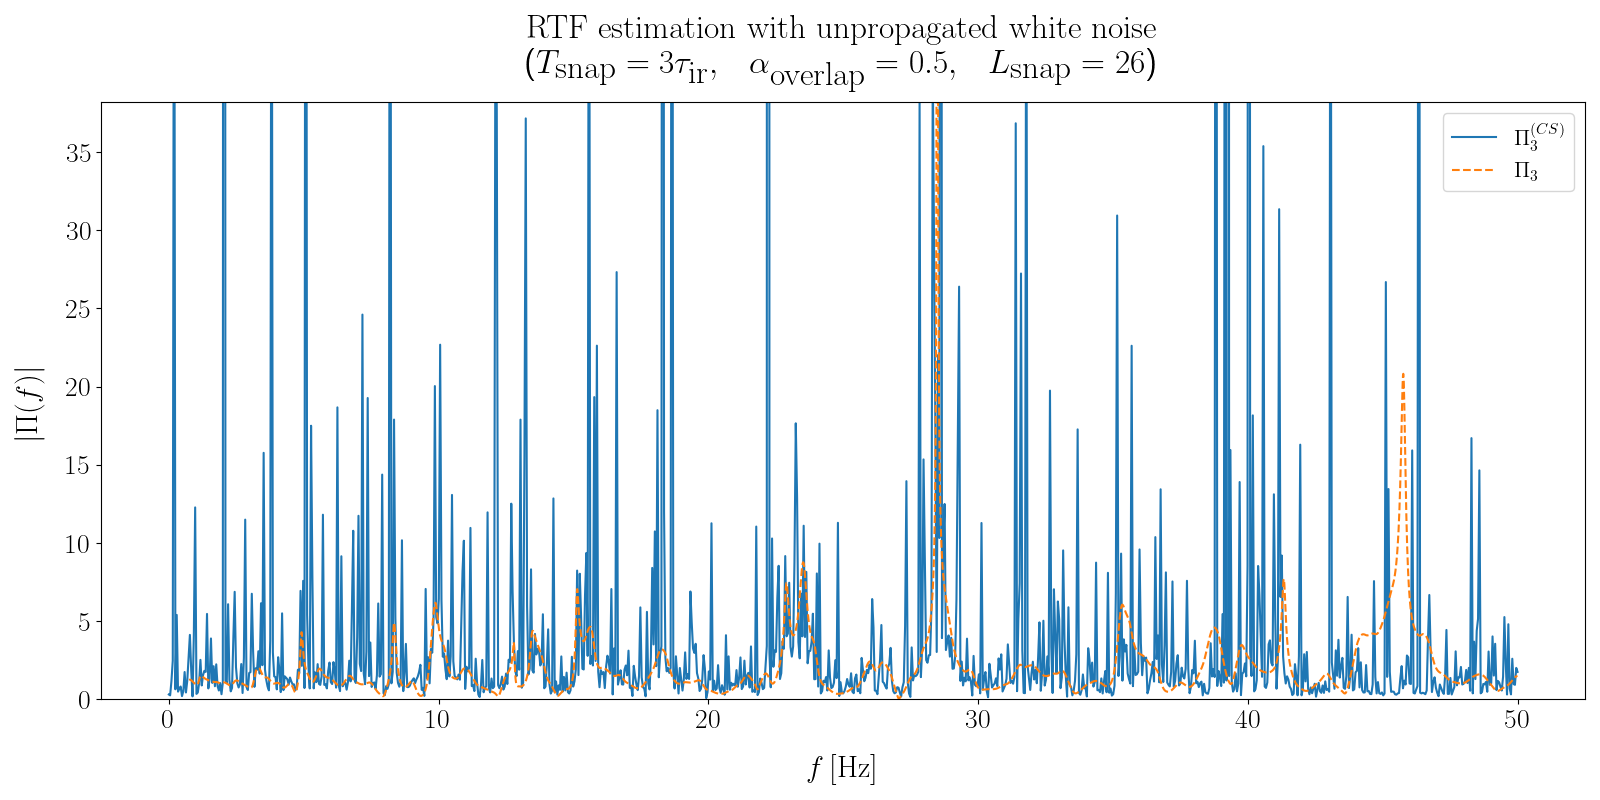 RTF estimation with unpropagated white noise
(T_snap = 3τ_ir, α_overlap = 0.5, L_snap = 26)
Π_3^(CS)
Π_3
|Π(f)|
35
30
25
20
15
10
5
0
0 10 20 30 40 50
f [Hz]